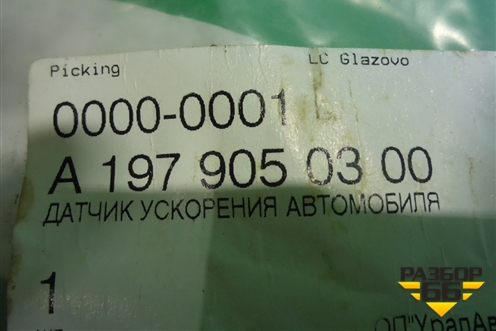 Picking LC Glazovo
0000-0001
A 197 905 03 00
ДАТЧИК УСКОРЕНИЯ АВТОМОБИЛЯ
1
РАЗБОР
66